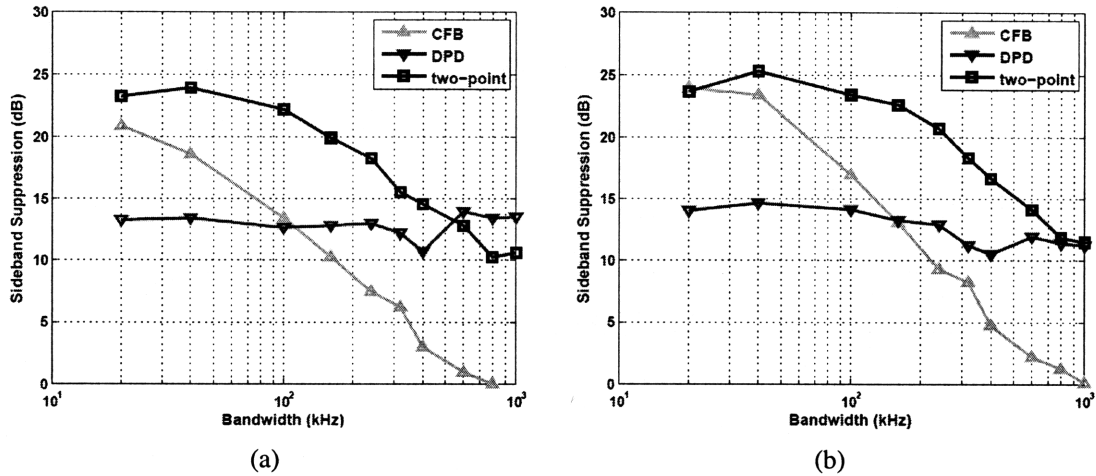 30
25
20
15
10
5
0
Sideband Suppression (dB)
CFB
DPD
two-point
10¹
10²
10³
Bandwidth (kHz)
(a)
30
25
20
15
10
5
0
Sideband Suppression (dB)
CFB
DPD
two-point
10¹
10²
10³
Bandwidth (kHz)
(b)